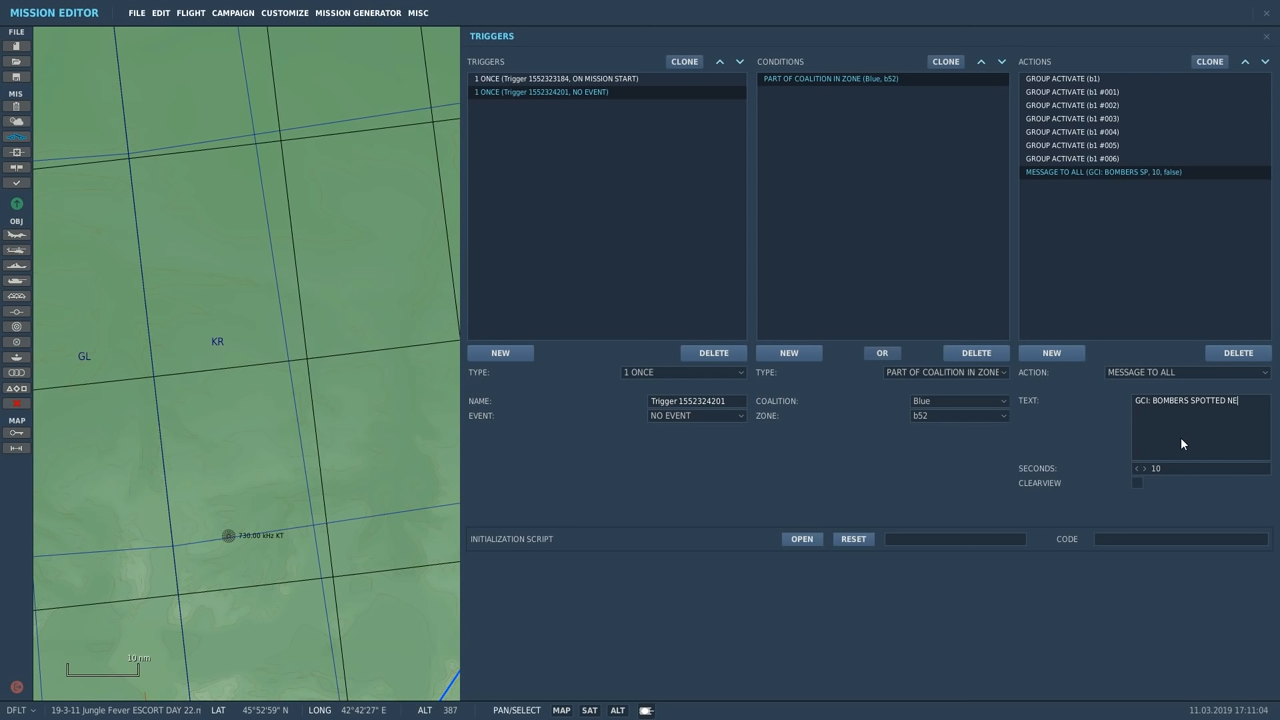 MISSION EDITOR
FILE EDIT FLIGHT CAMPAIGN CUSTOMIZE MISSION GENERATOR MISC
FILE
MIS
OBJ
MAP
GL
KR
730.00 kHz KT
10 nm
TRIGGERS
TRIGGERS CLONE
CONDITIONS CLONE
ACTIONS CLONE
1 ONCE (Trigger 1552323184, ON MISSION START)
1 ONCE (Trigger 1552324201, NO EVENT)
PART OF COALITION IN ZONE (Blue, b52)
GROUP ACTIVATE (b1)
GROUP ACTIVATE (b1 #001)
GROUP ACTIVATE (b1 #002)
GROUP ACTIVATE (b1 #003)
GROUP ACTIVATE (b1 #004)
GROUP ACTIVATE (b1 #005)
GROUP ACTIVATE (b1 #006)
MESSAGE TO ALL (GCI: BOMBERS SP, 10, false)
NEW DELETE
NEW OR DELETE
NEW DELETE
TYPE: 1 ONCE
TYPE: PART OF COALITION IN ZONE
ACTION: MESSAGE TO ALL
NAME: Trigger 1552324201
EVENT: NO EVENT
COALITION: Blue
ZONE: b52
TEXT: GCI: BOMBERS SPOTTED NE
SECONDS: < > 10
CLEARVIEW
INITIALIZATION SCRIPT OPEN RESET CODE
DFLT 19-3-11 Jungle Fever ESCORT DAY 22.m LAT 45°52'59" N LONG 42°42'27" E ALT 387 PAN/SELECT MAP SAT ALT 11.03.2019 17:11:04